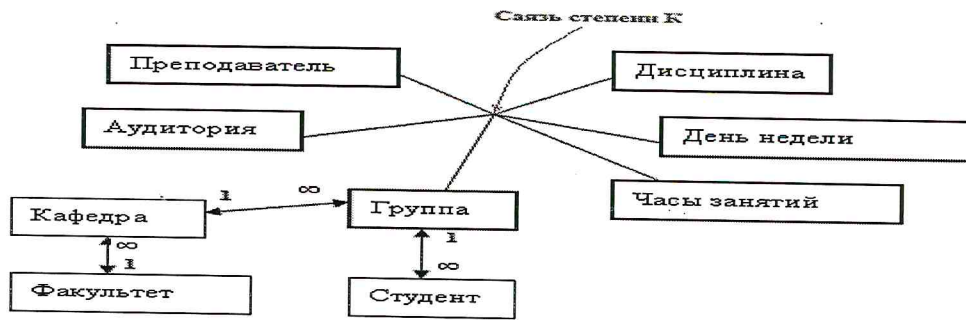 Связь степени К
Преподаватель
Дисциплина
Аудитория
День недели
Часы занятий
1 ∞
Кафедра
Группа
∞
1
1
∞
Факультет
Студент